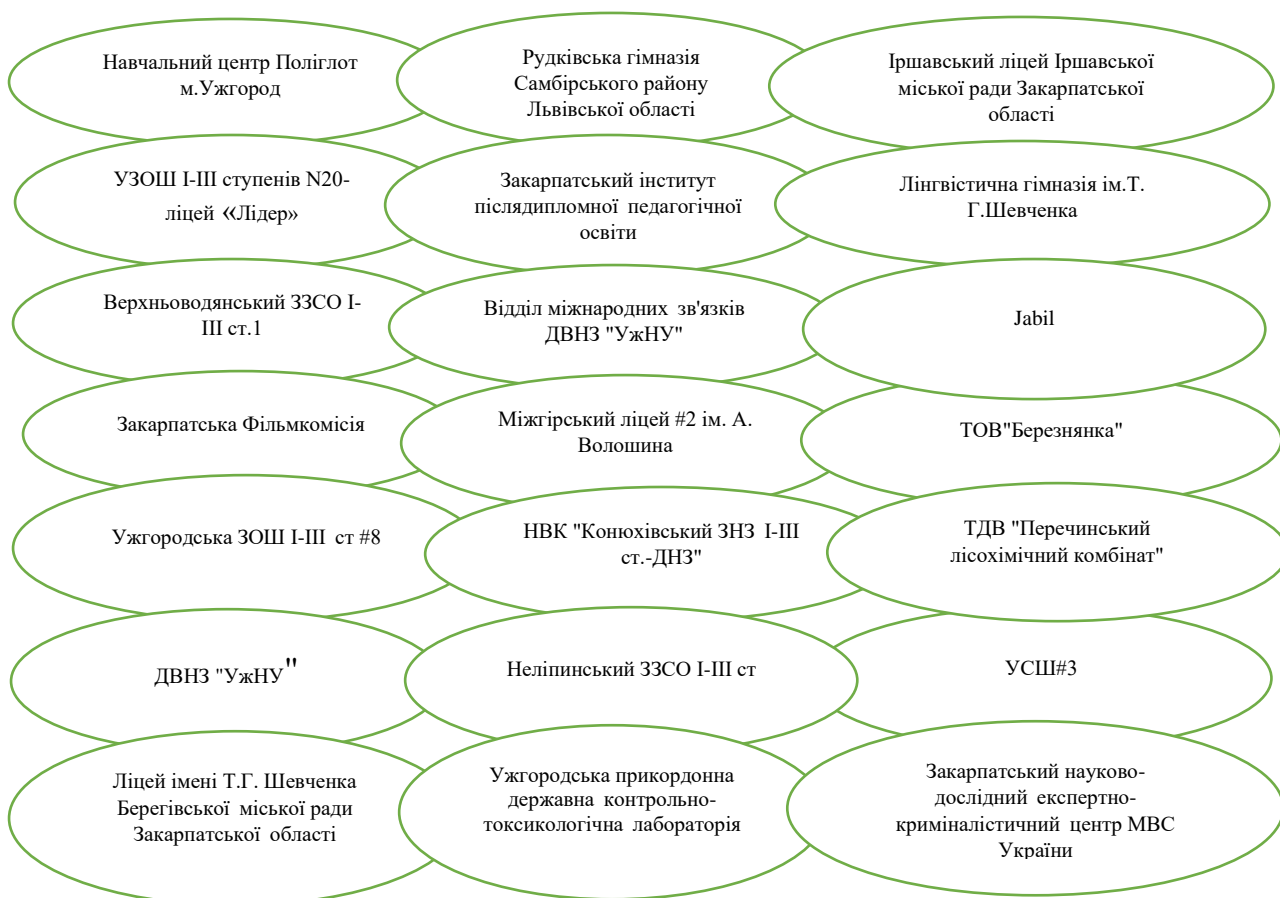 Навчальний центр Поліглот
м.Ужгород
Рудківська гімназія
Самбірського району
Львівської області
Іршавський ліцей Іршавської
міської ради Закарпатської
області
УЗОШ І-ІІІ ступенів N20-
ліцей «Лідер»
Закарпатський інститут
післядипломної педагогічної
освіти
Лінгвістична гімназія ім.Т.
Г.Шевченка
Верхньоводянський ЗЗСО І-
ІІІ ст.1
Відділ міжнародних зв'язків
ДВНЗ "УжНУ"
Jabil
Закарпатська Фільмкомісія
Міжгірський ліцей #2 ім. А.
Волошина
ТОВ"Березнянка"
Ужгородська ЗОШ І-ІІІ ст #8
НВК "Конюхівський ЗНЗ І-ІІІ
ст.-ДНЗ"
ТДВ "Перечинський
лісохімічний комбінат"
ДВНЗ "УжНУ"
Неліпинський ЗЗСО І-ІІІ ст
УСШ#3
Ліцей імені Т.Г. Шевченка
Берегівської міської ради
Закарпатської області
Ужгородська прикордонна
державна контрольно-
токсикологічна лабораторія
Закарпатський науково-
дослідний експертно-
криміналістичний центр МВС
України